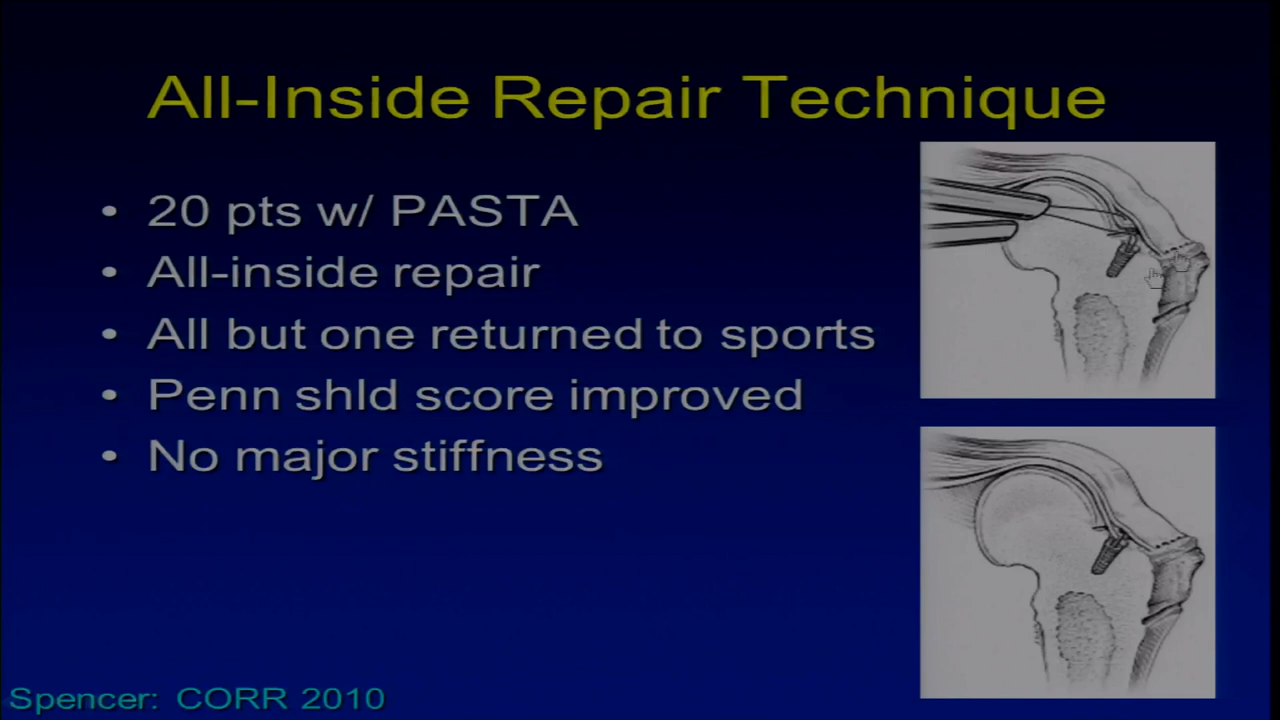 All-Inside Repair Technique
• 20 pts w/ PASTA
• All-inside repair
• All but one returned to sports
• Penn shld score improved
• No major stiffness
Spencer: CORR 2010